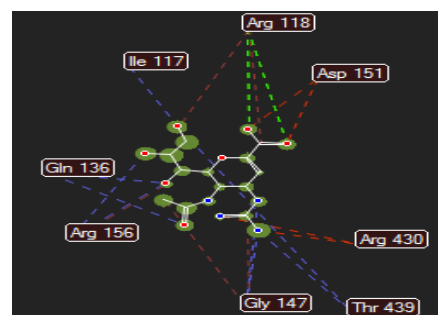 Arg 118
Ile 117
Asp 151
Gln 136
Arg 156
Arg 430
Gly 147
Thr 439